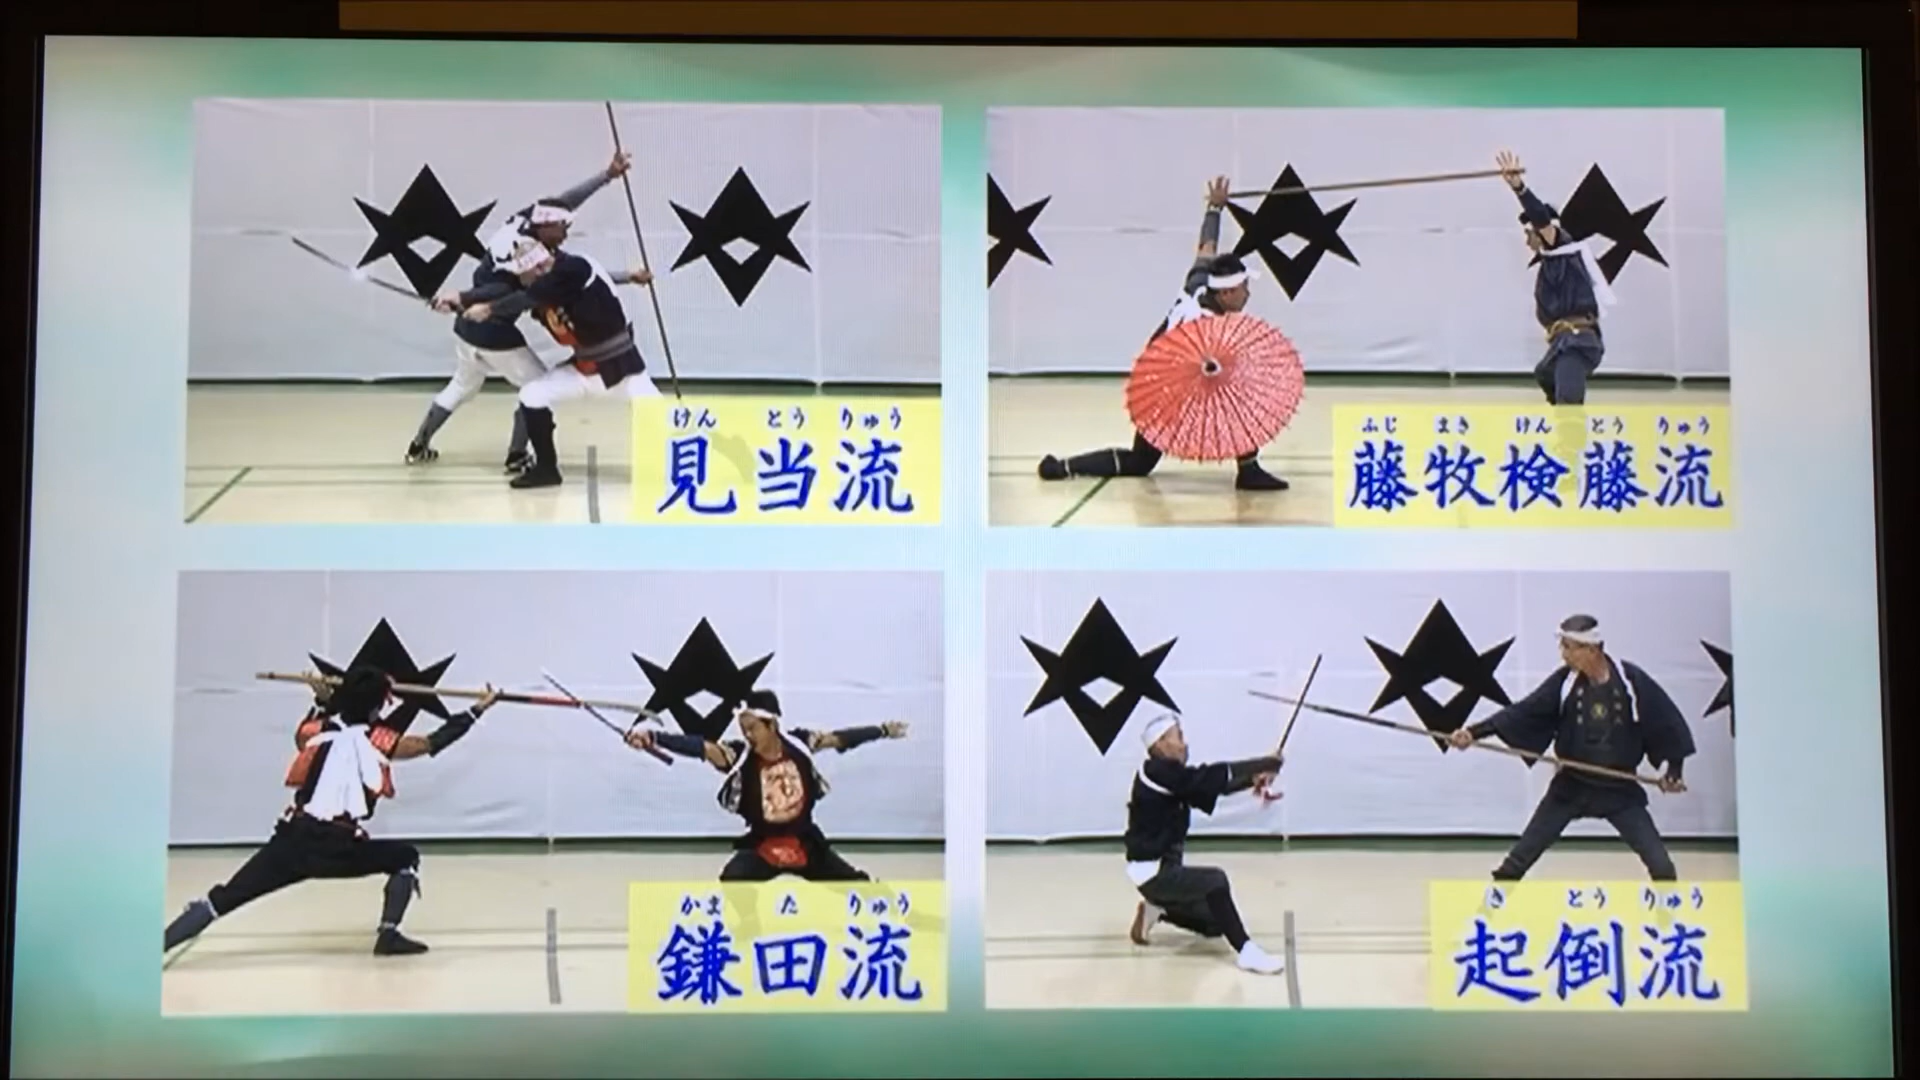 けん とう りゅう
見当流
ふじ まき けん とう りゅう
藤牧検藤流
かま た りゅう
鎌田流
き とう りゅう
起倒流